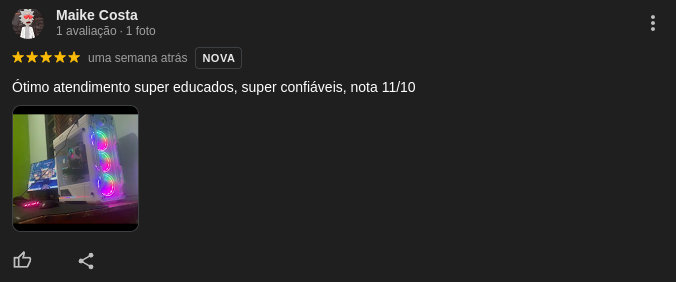 Maike Costa
1 avaliação · 1 foto
uma semana atrás NOVA
Ótimo atendimento super educados, super confiáveis, nota 11/10